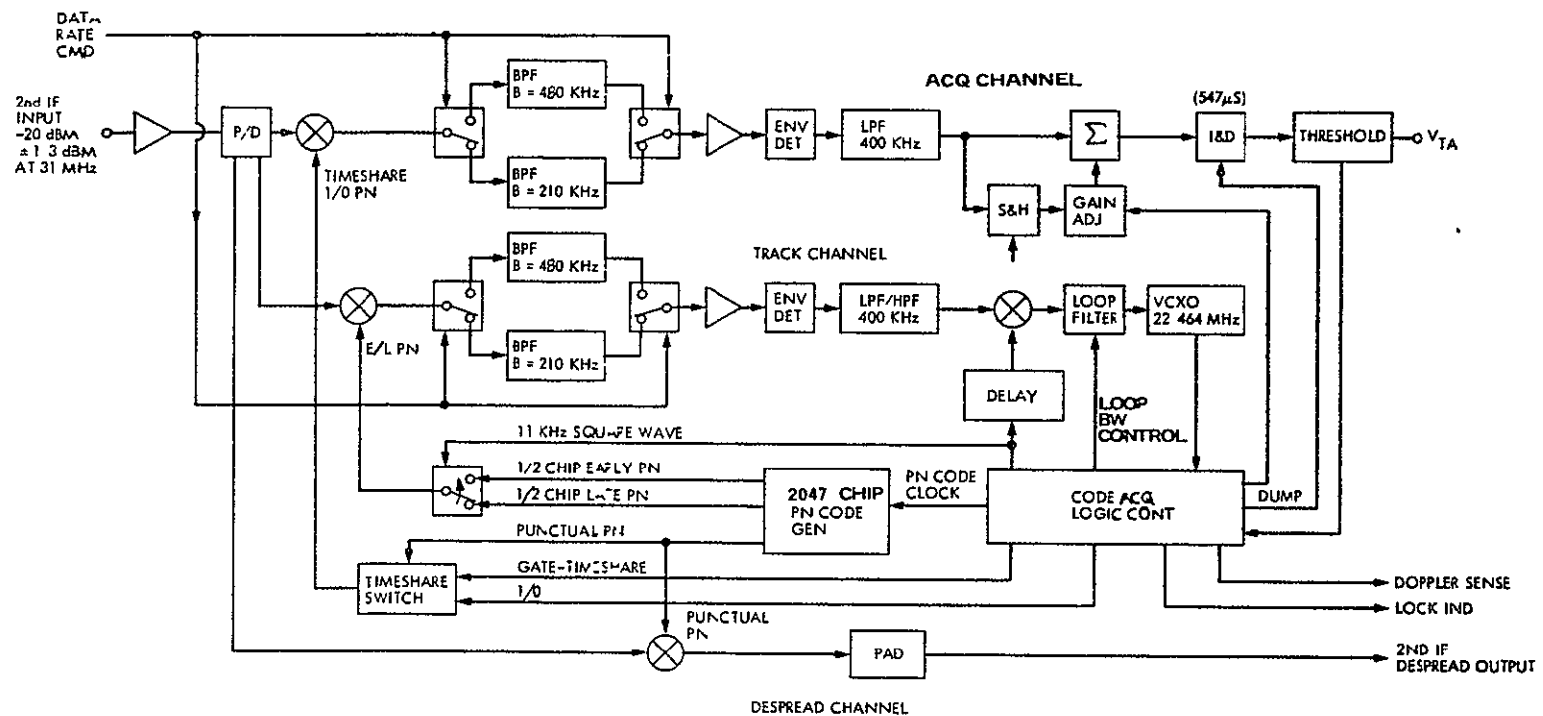 DATA
RATE
CMD
2nd IF
INPUT
-20 dBM
± 1 3 dBM
AT 31 MHz
P/D
TIMESHARE
1/0 PN
BPF
B = 480 KHz
BPF
B = 210 KHz
ACQ CHANNEL
ENV
DET
LPF
400 KHz
Σ
(547μS)
I&D
THRESHOLD
V_TA
S&H
GAIN
ADJ
E/L PN
BPF
B = 480 KHz
BPF
B = 210 KHz
TRACK CHANNEL
ENV
DET
LPF/HPF
400 KHz
LOOP
FILTER
VCXO
22 464 MHz
DELAY
LOOP
BW
CONTROL
11 KHz SQUARE WAVE
1/2 CHIP EARLY PN
1/2 CHIP LATE PN
2047 CHIP
PN CODE
GEN
PN CODE
CLOCK
CODE ACQ
LOGIC CONT
DUMP
PUNCTUAL PN
GATE-TIMESHARE
1/0
TIMESHARE
SWITCH
PUNCTUAL
PN
PAD
DOPPLER SENSE
LOCK IND
2ND IF
DESPREAD OUTPUT
DESPREAD CHANNEL